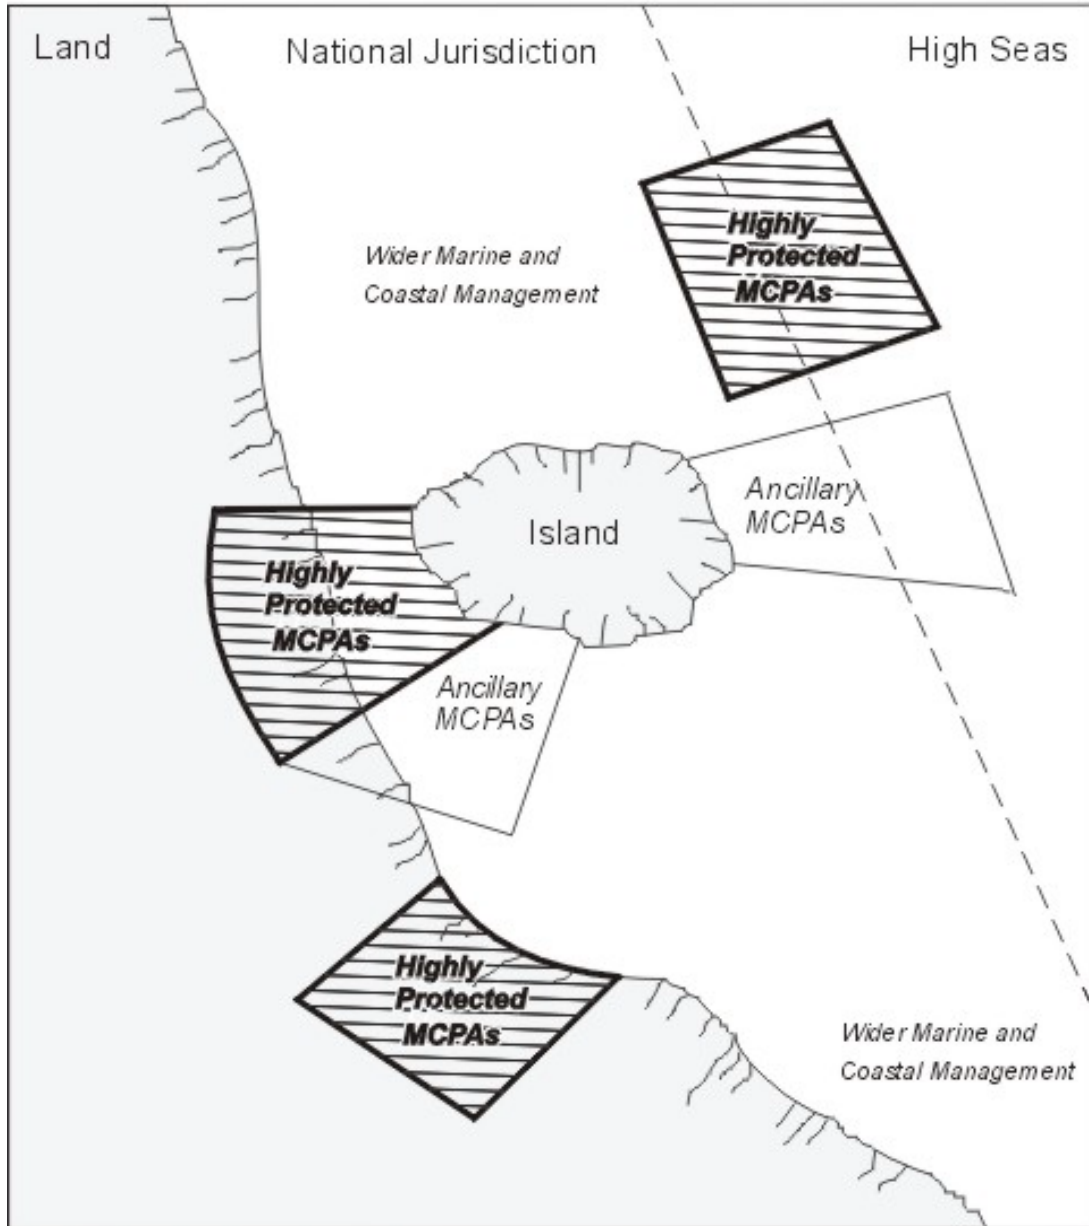 Land
National Jurisdiction
High Seas
Highly
Protected
MCPAs
Wider Marine and
Coastal Management
Ancillary
MCPAs
Island
Highly
Protected
MCPAs
Ancillary
MCPAs
Highly
Protected
MCPAs
Wider Marine and
Coastal Management